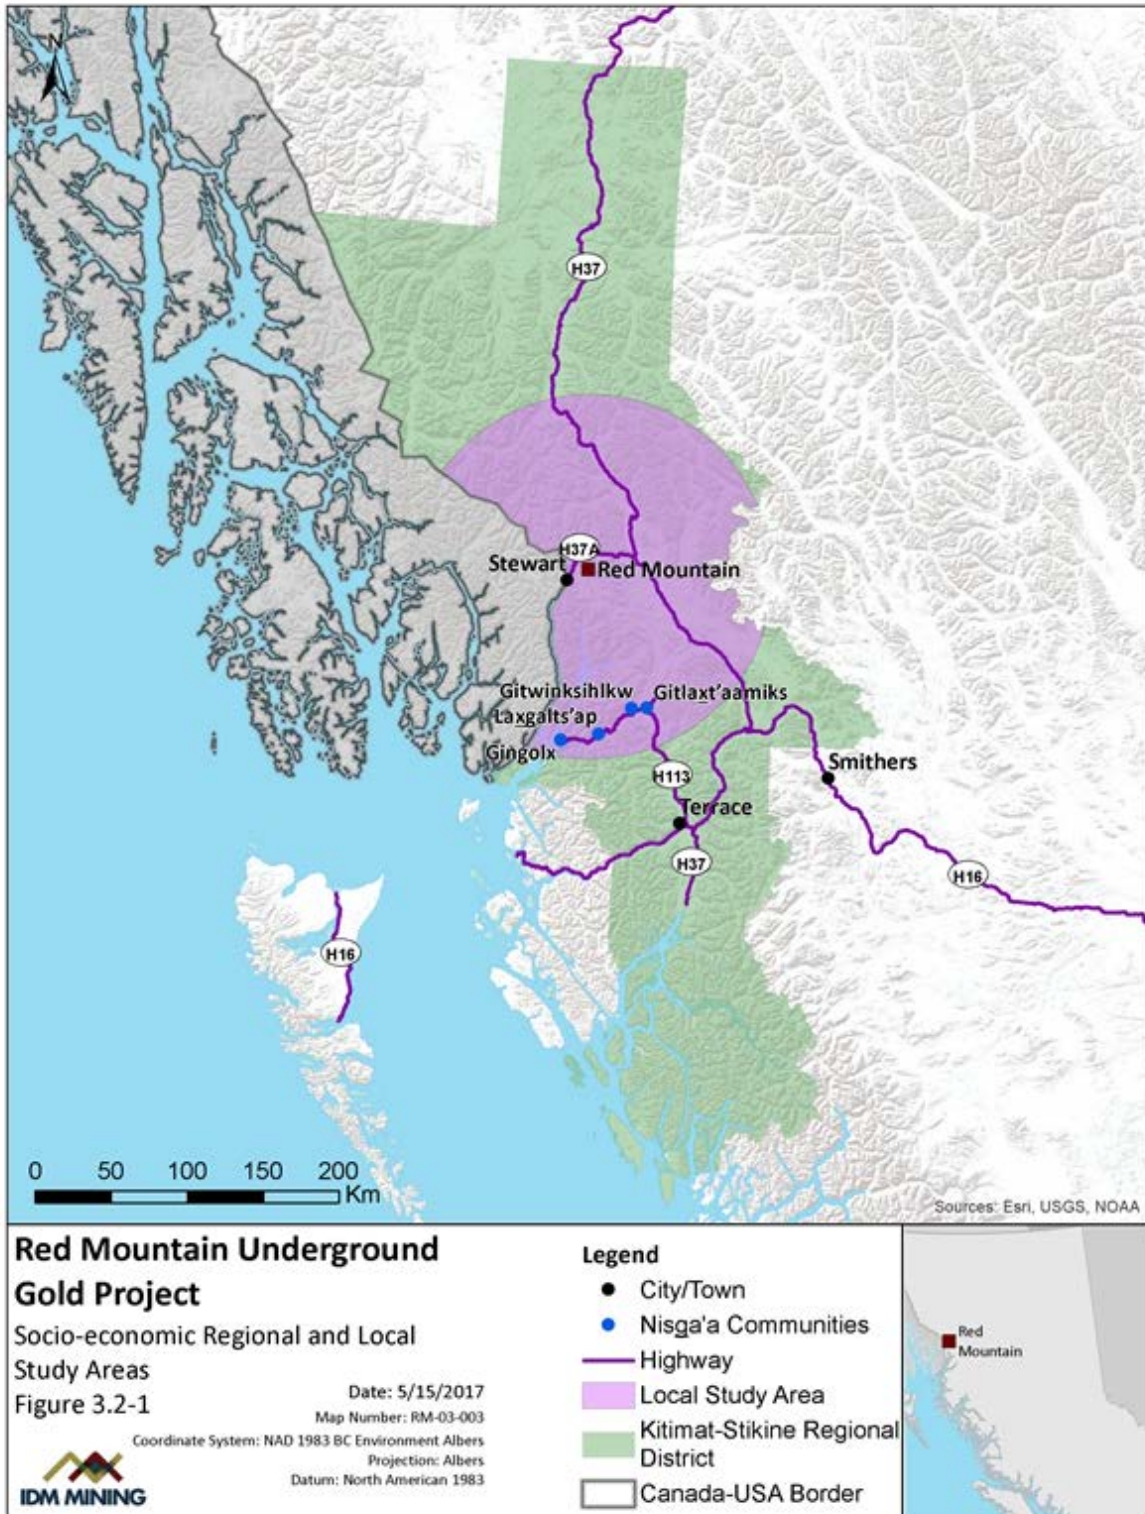 N
H37
H37A
Stewart
Red Mountain
Gitwinksihlkw
Gitlax̱t'aamiks
Lax̱galts'ap
Gingolx
H113
Smithers
Terrace
H37
H16
H16
0 50 100 150 200
Km
Sources: Esri, USGS, NOAA
Red Mountain Underground
Gold Project
Socio-economic Regional and Local
Study Areas
Figure 3.2-1
Date: 5/15/2017
Map Number: RM-03-003
Coordinate System: NAD 1983 BC Environment Albers
Projection: Albers
Datum: North American 1983
IDM MINING
Legend
City/Town
Nisg̱a'a Communities
Highway
Local Study Area
Kitimat-Stikine Regional
District
Canada-USA Border
Red
Mountain